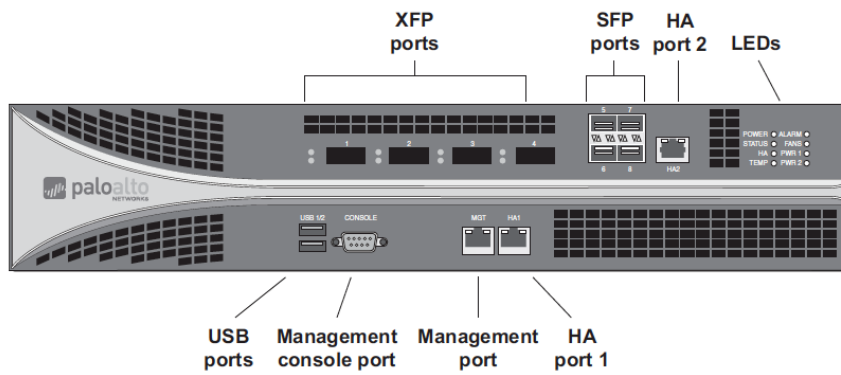 XFP ports
SFP ports
HA port 2
LEDs
5 7
1 2 3 4
6 8
HA2
POWER ALARM
STATUS FANS
HA PWR 1
TEMP PWR 2
paloalto
NETWORKS
USB 1/2 CONSOLE MGT HA1
USB ports
Management console port
Management port
HA port 1